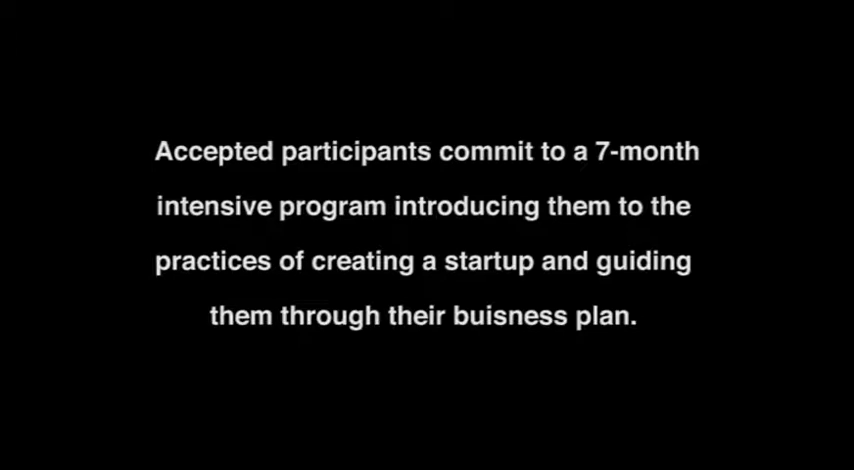 Accepted participants commit to a 7-month
intensive program introducing them to the
practices of creating a startup and guiding
them through their buisness plan.